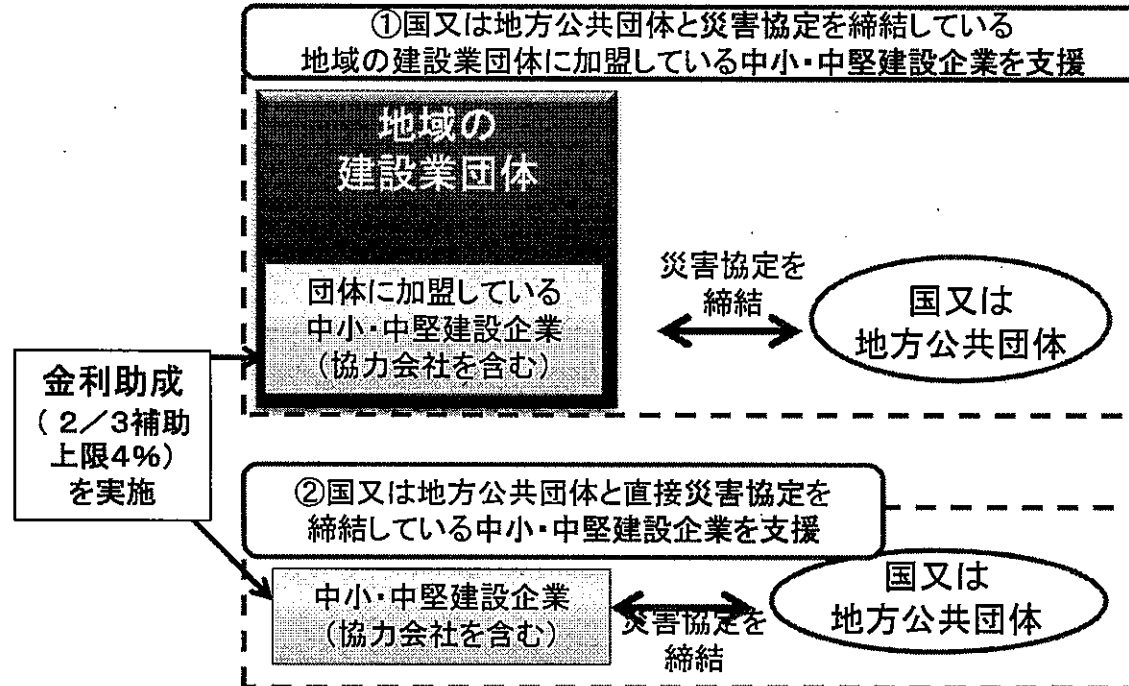 ①国又は地方公共団体と災害協定を締結している
地域の建設業団体に加盟している中小・中堅建設企業を支援
地域の
建設業団体
団体に加盟している
中小・中堅建設企業
(協力会社を含む)
災害協定を
締結
国又は
地方公共団体
金利助成
(2/3補助
上限4%)
を実施
②国又は地方公共団体と直接災害協定を
締結している中小・中堅建設企業を支援
中小・中堅建設企業
(協力会社を含む)
災害協定を
締結
国又は
地方公共団体